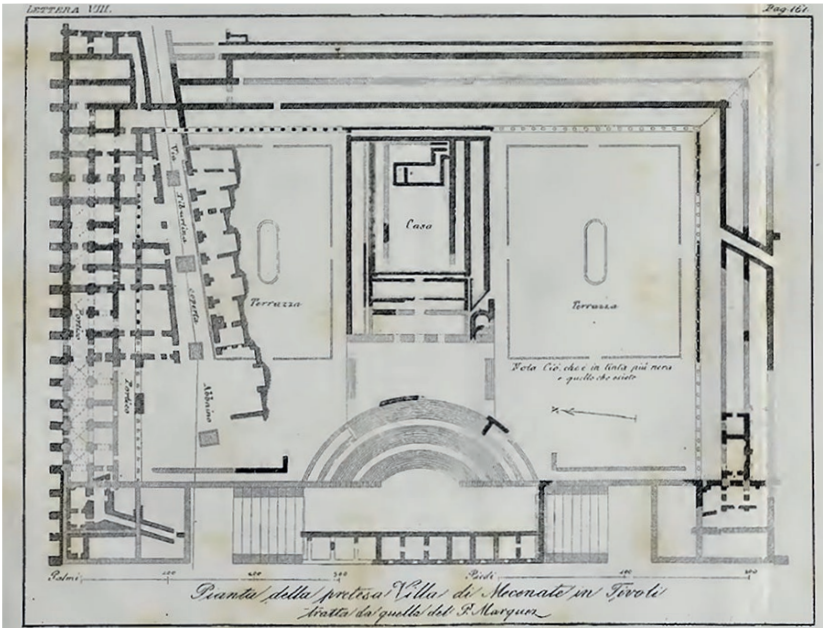 LETTERA VIII.
Pag. 161.
Via
Tiburtina
coperta
Abbaino
Portico
Portico
Casa
Terrazza
Terrazza
Nota Ciò, che è in tinta più nera
è quello che esiste
Palmi
100
200
300
Piedi
100
200
Pianta della pretesa Villa di Mecenate in Tivoli
tratta da quella del P. Marquez